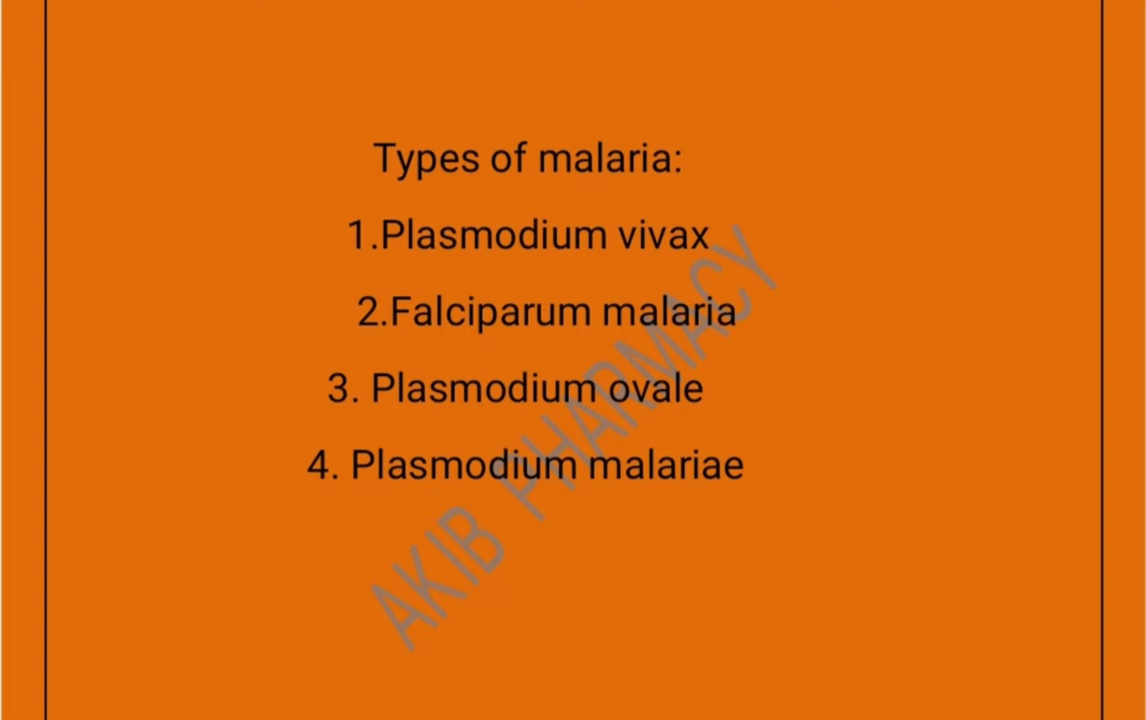 Types of malaria:
1.Plasmodium vivax
2.Falciparum malaria
3. Plasmodium ovale
4. Plasmodium malariae
AKIB PHARMACY